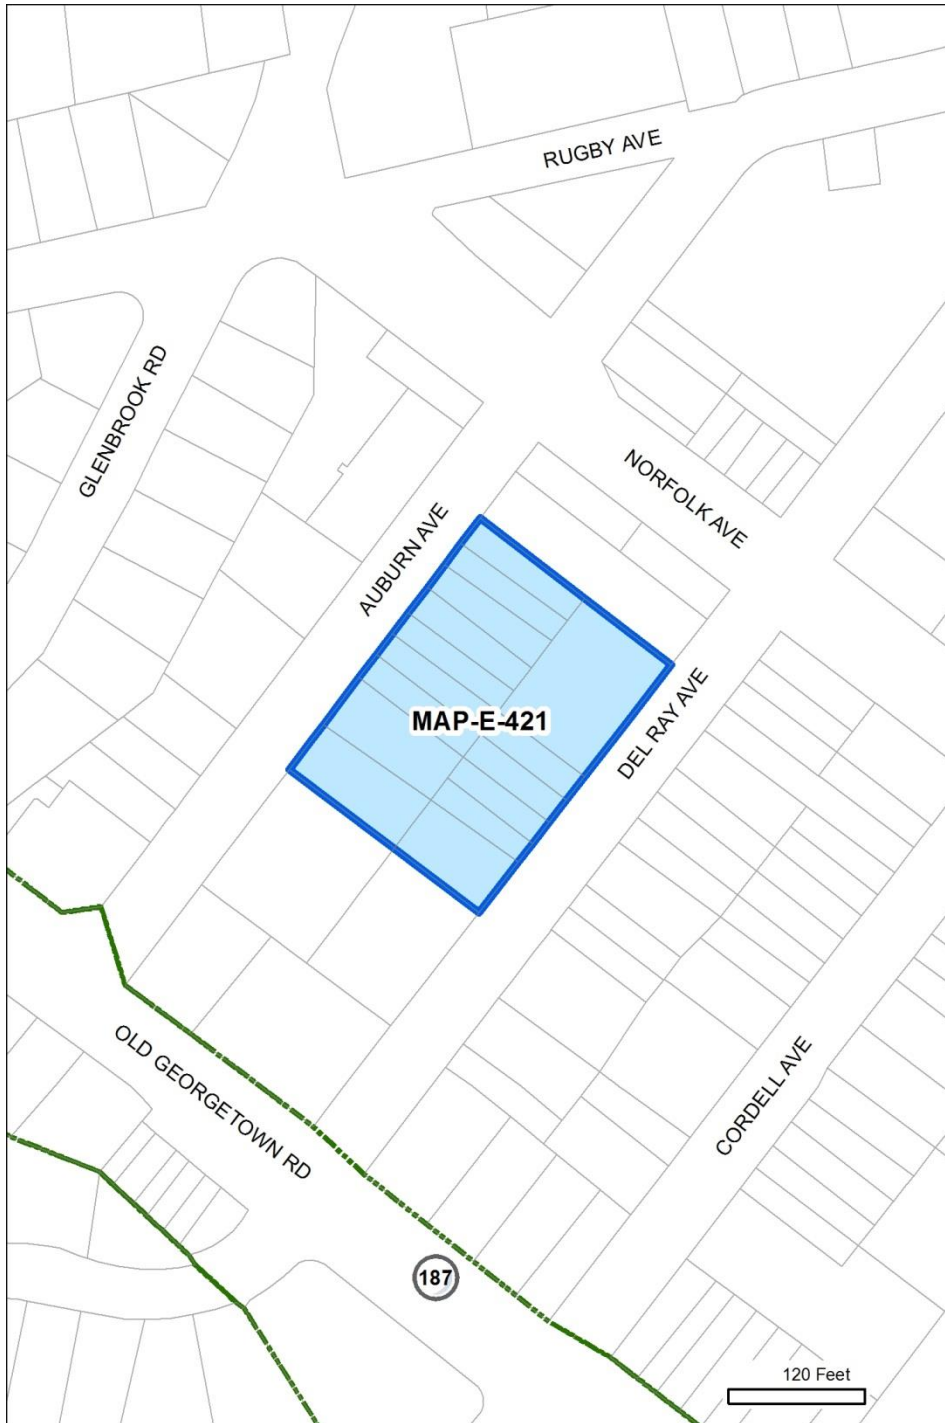 RUGBY AVE
GLENBROOK RD
NORFOLK AVE
AUBURN AVE
MAP-E-421
DEL RAY AVE
OLD GEORGETOWN RD
CORDELL AVE
187
120 Feet